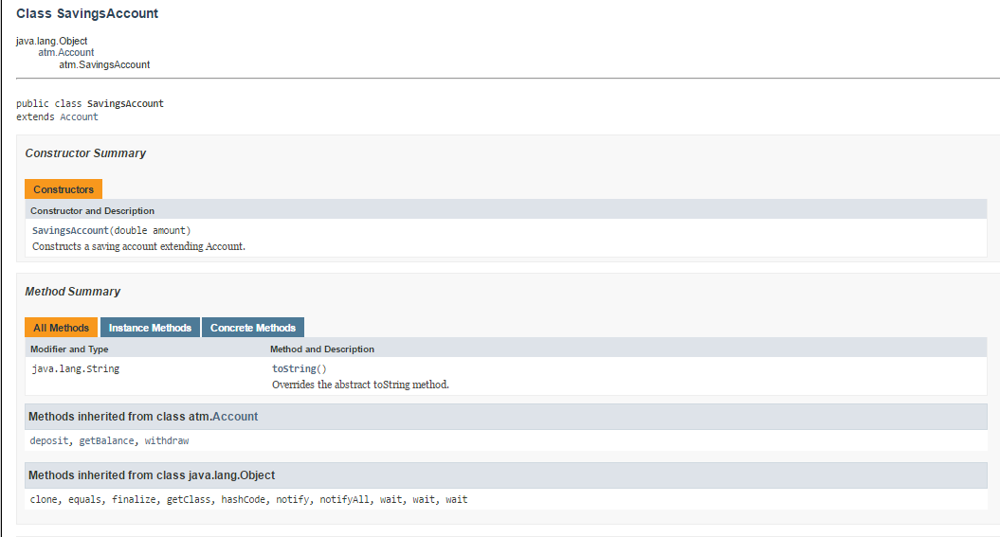 Class SavingsAccount
java.lang.Object
atm.Account
atm.SavingsAccount
public class SavingsAccount
extends Account
Constructor Summary
Constructors
Constructor and Description
SavingsAccount(double amount)
Constructs a saving account extending Account.
Method Summary
All Methods Instance Methods Concrete Methods
Modifier and Type Method and Description
java.lang.String toString()
Overrides the abstract toString method.
Methods inherited from class atm.Account
deposit, getBalance, withdraw
Methods inherited from class java.lang.Object
clone, equals, finalize, getClass, hashCode, notify, notifyAll, wait, wait, wait